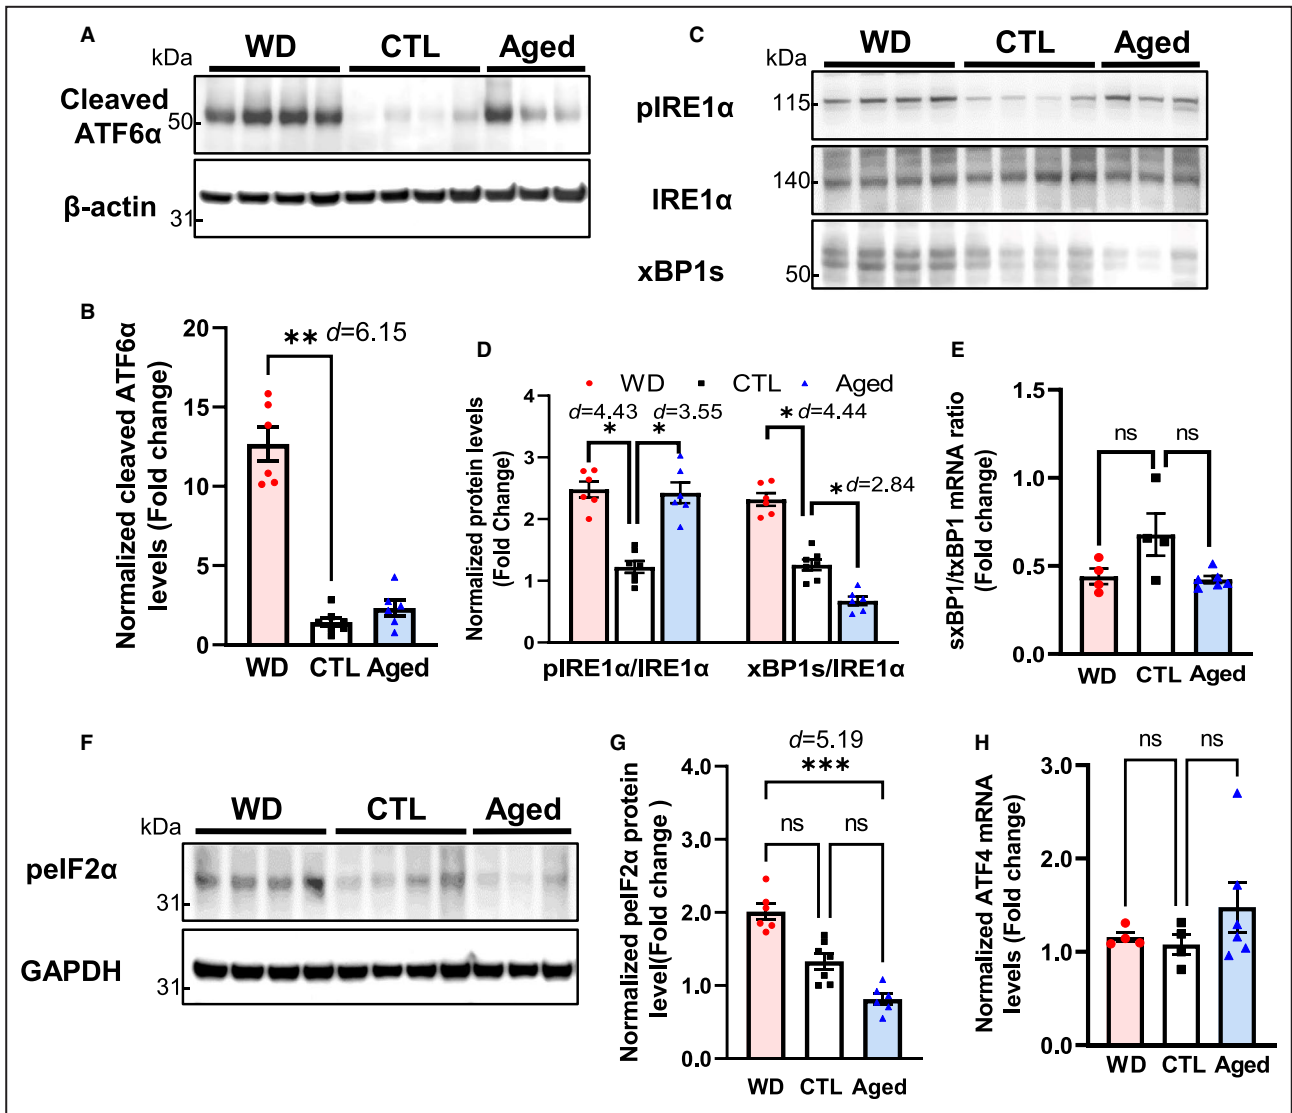 A
WD CTL Aged
kDa
Cleaved
ATF6α
50
β-actin
31
C
WD CTL Aged
kDa
pIRE1α
115
IRE1α
140
xBP1s
50
B
Normalized cleaved ATF6α
levels (Fold change)
20
15
10
5
0
** d=6.15
WD CTL Aged
D
Normalized protein levels
(Fold Change)
WD CTL Aged
4
3
2
1
0
d=4.43 d=3.55
* *
* d=4.44
* d=2.84
pIRE1α/IRE1α xBP1s/IRE1α
E
sxBP1/txBP1 mRNA ratio
(Fold change)
1.5
1.0
0.5
0.0
ns ns
WD CTL Aged
F
WD CTL Aged
kDa
peIF2α
31
GAPDH
31
G
Normalized peIF2α protein
level(Fold change )
4.0
3.0
2.0
1.0
0.0
d=5.19
***
ns ns
WD CTL Aged
H
Normalized ATF4 mRNA
levels (Fold change)
3.0
2.0
1.0
0.0
ns ns
WD CTL Aged